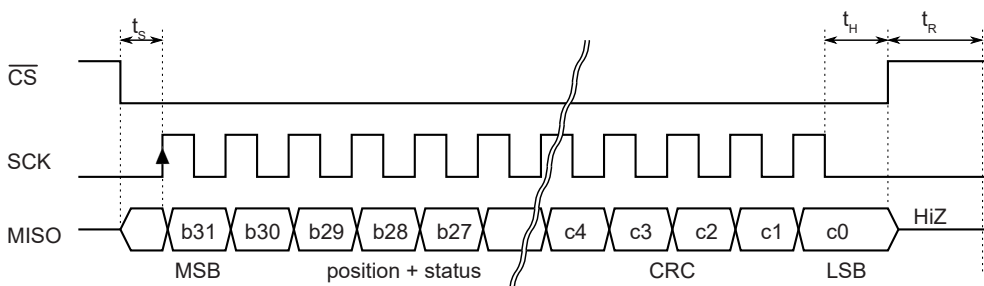 tS tH tR
CS
SCK
MISO b31 b30 b29 b28 b27 c4 c3 c2 c1 c0 HiZ
MSB position + status CRC LSB